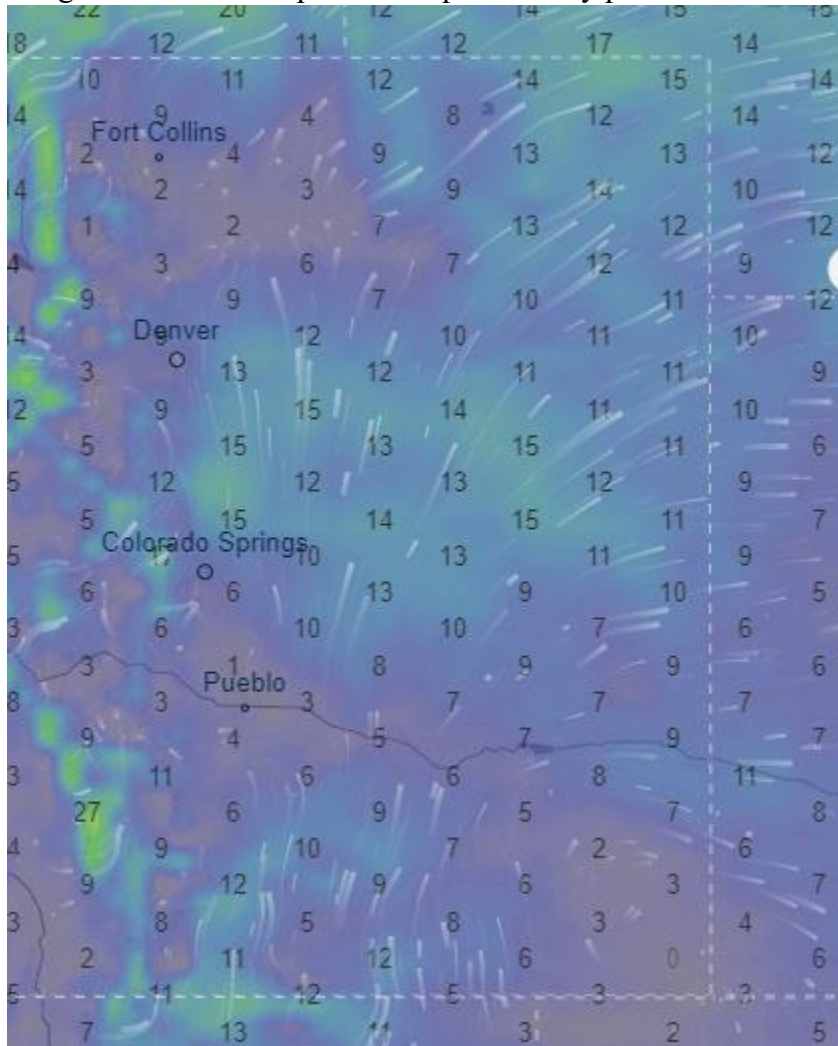 22 20 12 14 15 15
18 12 11 12 17 14
10 11 12 14 15 14
14 9 4 8 12 14
Fort Collins
2 4 9 13 13 12
14 2 3 9 14 10
1 2 7 13 12 12
4 3 6 7 12 9
9 9 7 10 11 12
14 12 10 11 10
Denver
3 13 12 11 11 9
12 9 15 14 11 10
5 15 13 15 11 6
5 12 12 13 12 9
5 15 14 15 11 7
Colorado Springs
5 10 13 11 9
6 6 13 9 10 5
3 6 10 10 7 6
3 1 8 9 9 6
Pueblo
8 3 3 7 7 7
9 4 5 7 9 7
3 11 6 6 8 11
27 6 9 5 7 8
4 9 10 7 2 6
9 12 9 6 3 7
3 8 5 8 3 4
2 11 12 6 0 6
5 11 12 5 3 3
7 13 11 3 2 5